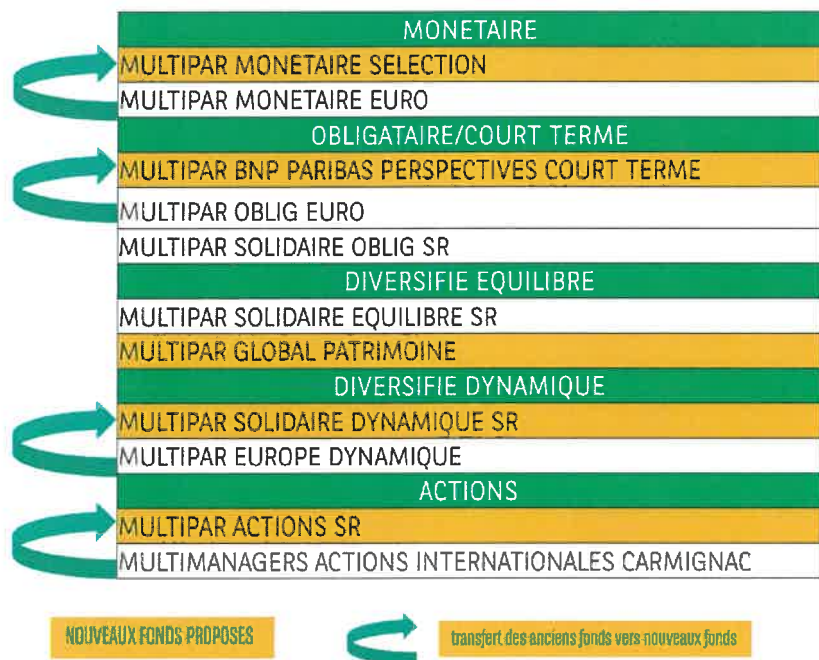 MONETAIRE
MULTIPAR MONETAIRE SELECTION
MULTIPAR MONETAIRE EURO
OBLIGATAIRE/COURT TERME
MULTIPAR BNP PARIBAS PERSPECTIVES COURT TERME
MULTIPAR OBLIG EURO
MULTIPAR SOLIDAIRE OBLIG SR
DIVERSIFIE EQUILIBRE
MULTIPAR SOLIDAIRE EQUILIBRE SR
MULTIPAR GLOBAL PATRIMOINE
DIVERSIFIE DYNAMIQUE
MULTIPAR SOLIDAIRE DYNAMIQUE SR
MULTIPAR EUROPE DYNAMIQUE
ACTIONS
MULTIPAR ACTIONS SR
MULTIMANAGERS ACTIONS INTERNATIONALES CARMIGNAC
NOUVEAUX FONDS PROPOSES
transfert des anciens fonds vers nouveaux fonds